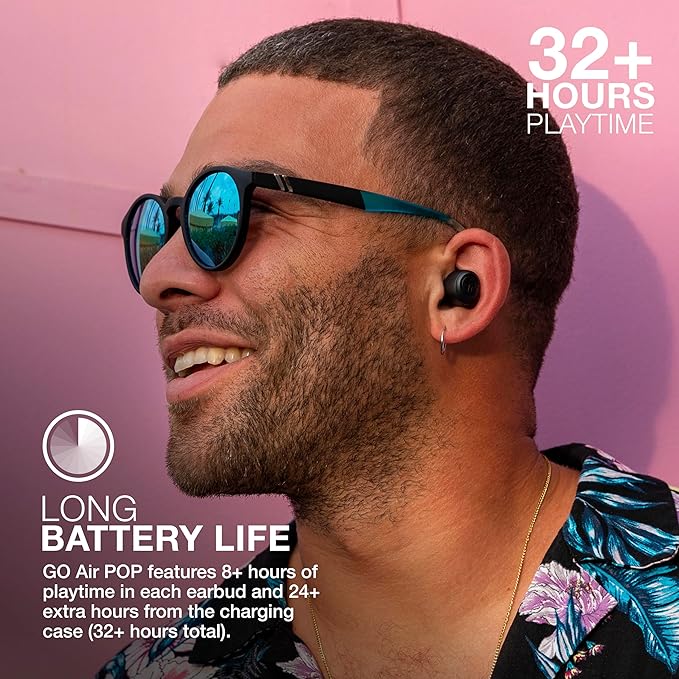 32+
HOURS
PLAYTIME
LONG
BATTERY LIFE
GO Air POP features 8+ hours of
playtime in each earbud and 24+
extra hours from the charging
case (32+ hours total).